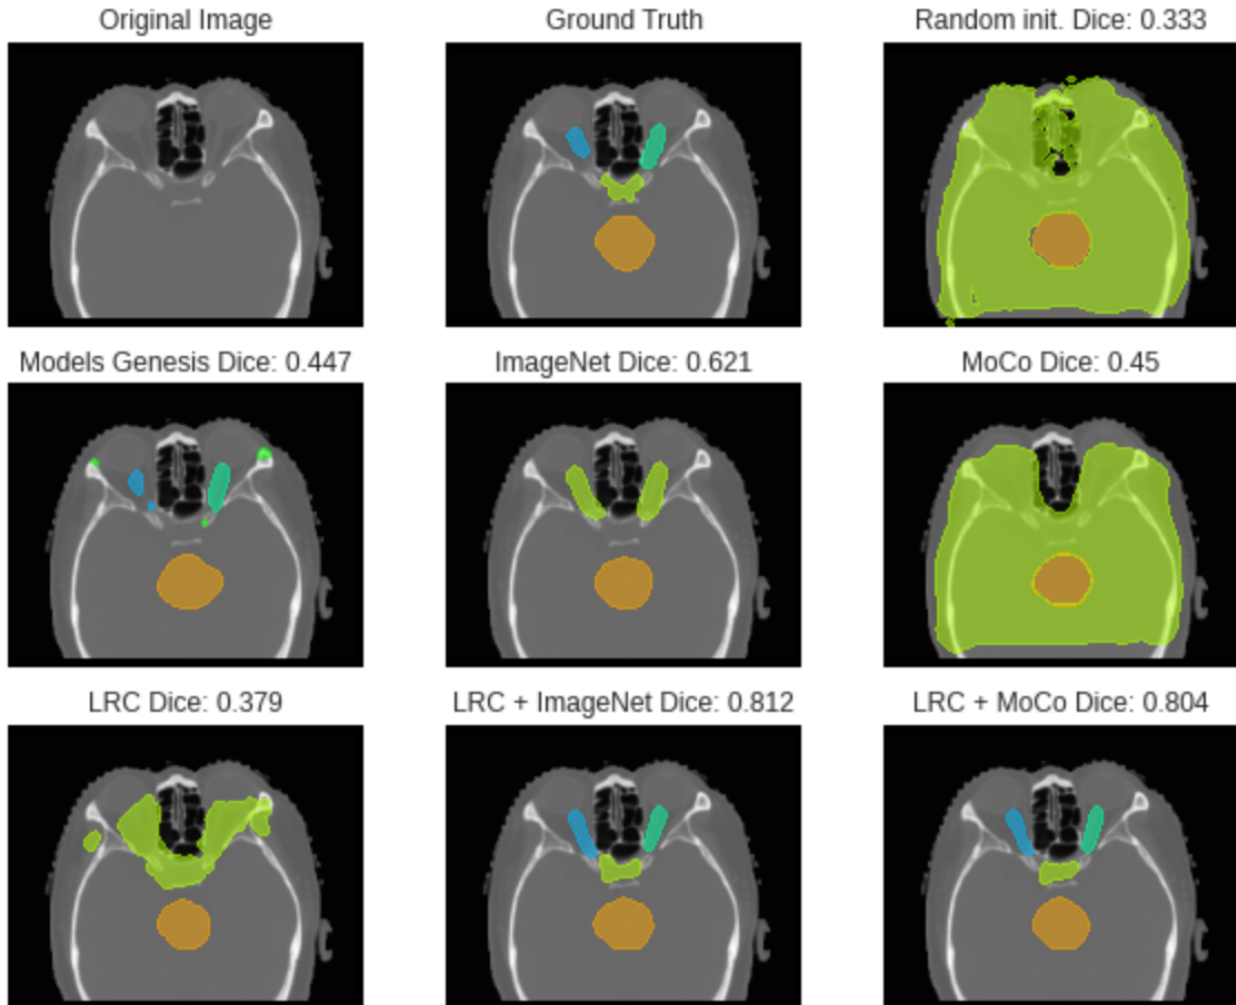 Original Image
Ground Truth
Random init. Dice: 0.333
Models Genesis Dice: 0.447
ImageNet Dice: 0.621
MoCo Dice: 0.45
LRC Dice: 0.379
LRC + ImageNet Dice: 0.812
LRC + MoCo Dice: 0.804